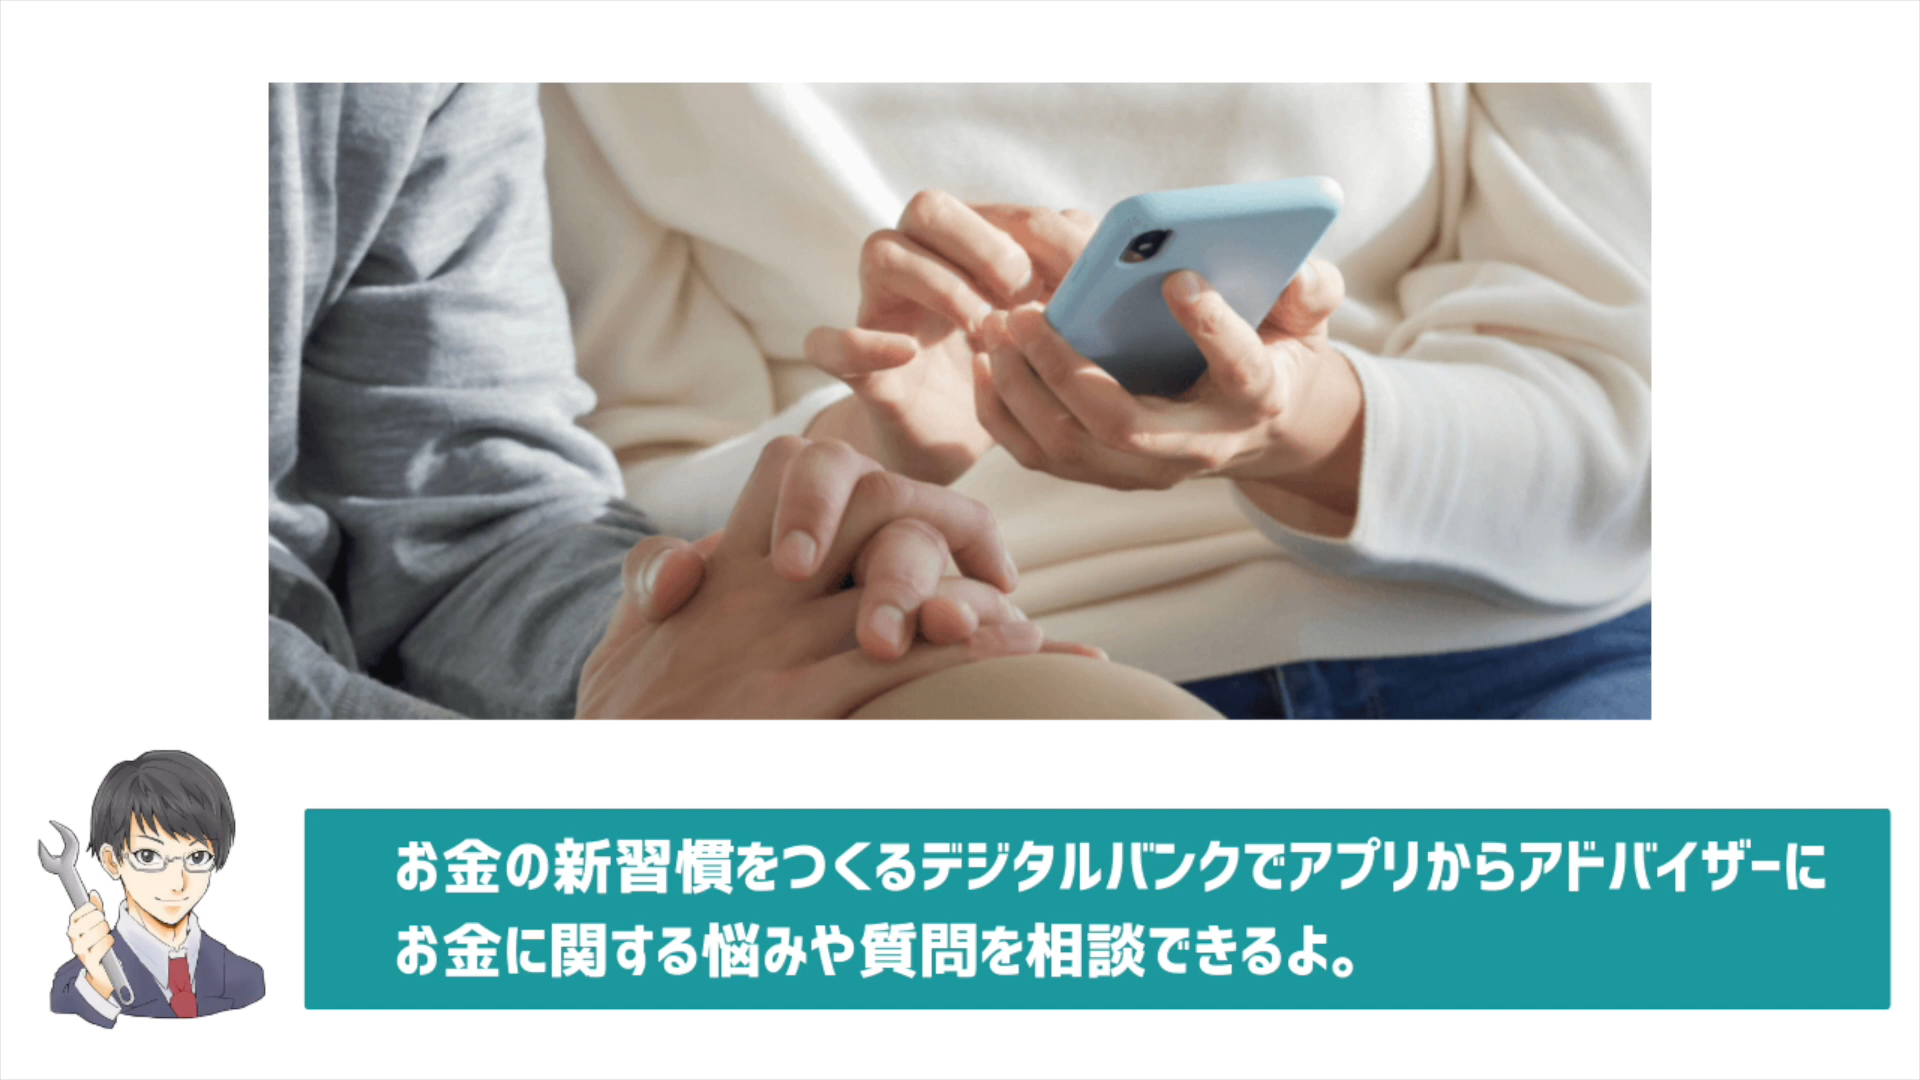 お金の新習慣をつくるデジタルバンクでアプリからアドバイザーに
お金に関する悩みや質問を相談できるよ。